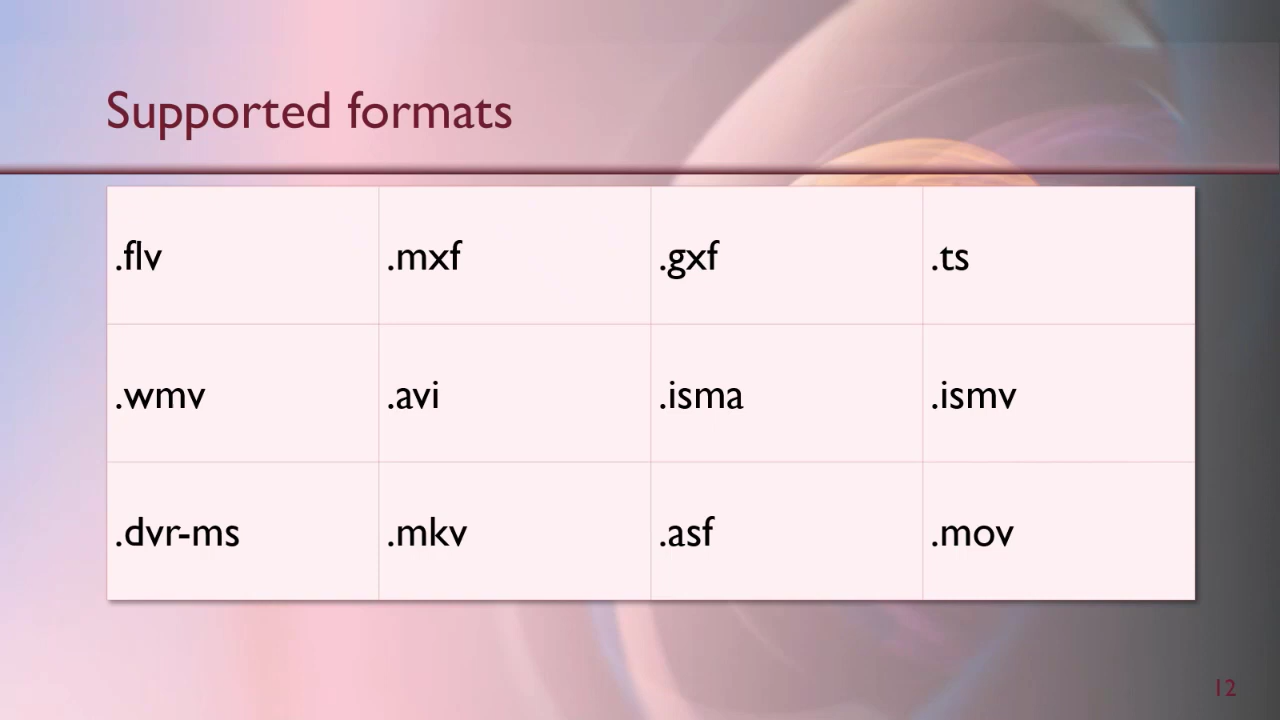 Supported formats
.flv .mxf .gxf .ts
.wmv .avi .isma .ismv
.dvr-ms .mkv .asf .mov
12